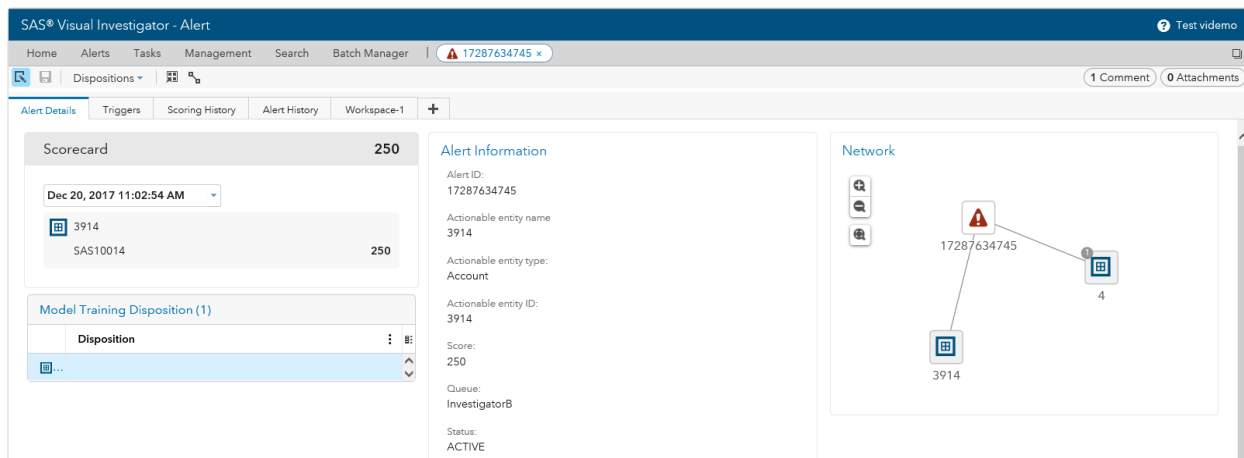 SAS® Visual Investigator - Alert
? Test videmo
Home Alerts Tasks Management Search Batch Manager 17287634745 ×
Dispositions
1 Comment 0 Attachments
Alert Details Triggers Scoring History Alert History Workspace-1 +
Scorecard 250
Dec 20, 2017 11:02:54 AM
3914
SAS10014 250
Model Training Disposition (1)
Disposition
...
Alert Information
Alert ID:
17287634745
Actionable entity name
3914
Actionable entity type:
Account
Actionable entity ID:
3914
Score:
250
Queue:
InvestigatorB
Status:
ACTIVE
Network
17287634745
1
4
3914